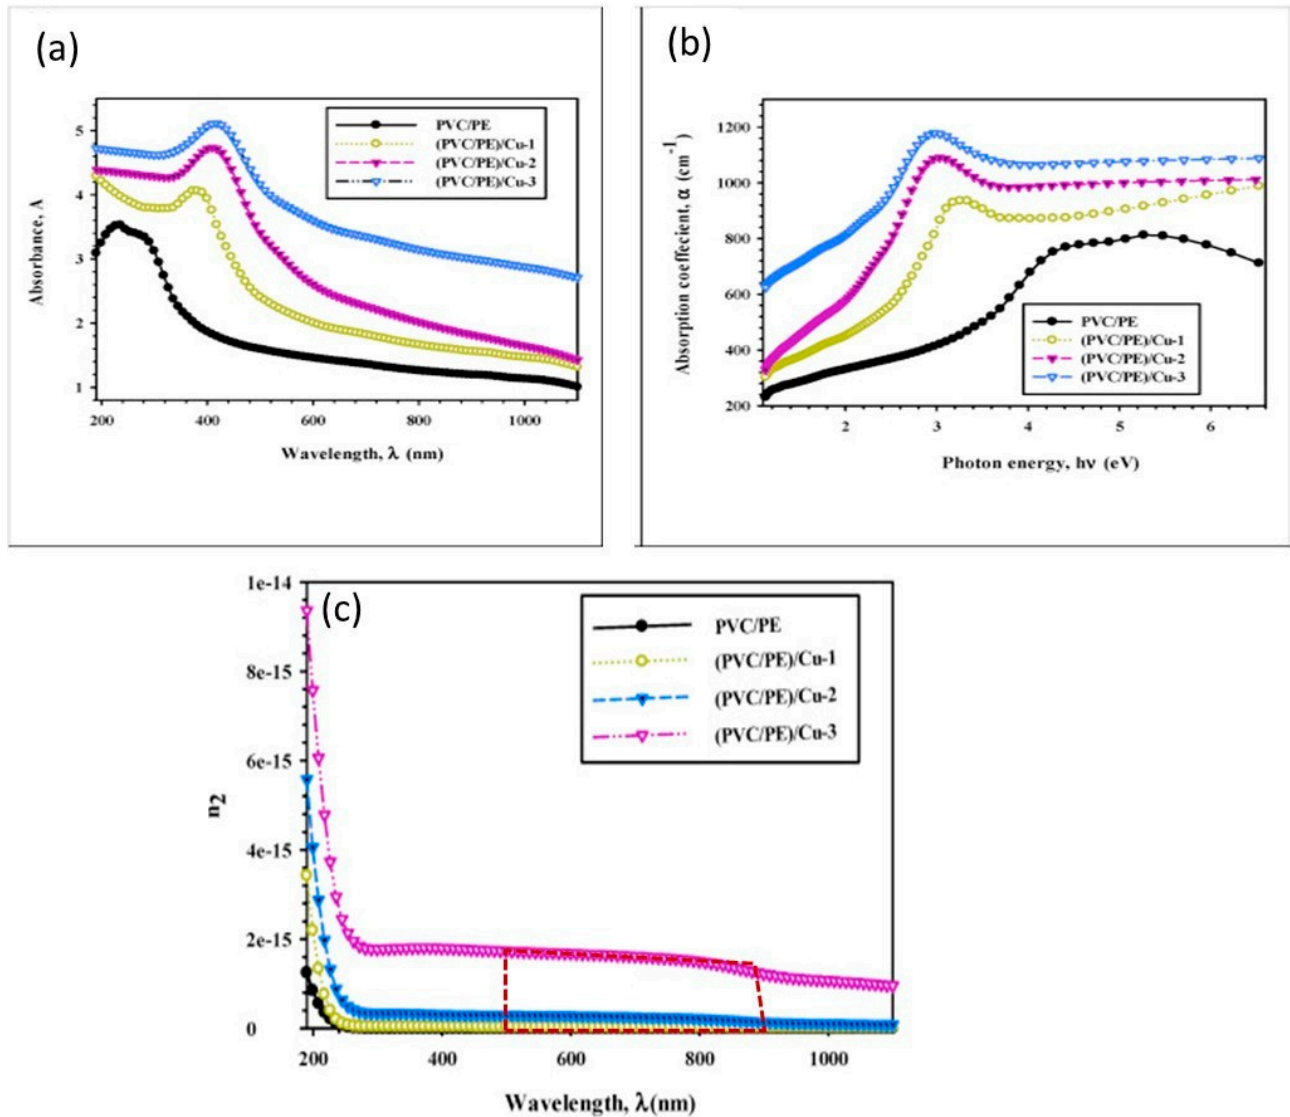 (a)
5
4
3
2
1
Absorbance, A
PVC/PE
(PVC/PE)/Cu-1
(PVC/PE)/Cu-2
(PVC/PE)/Cu-3
200 400 600 800 1000
Wavelength, λ (nm)
(b)
1200
1000
800
600
400
200
Absorption coeffecient, α (cm⁻¹)
PVC/PE
(PVC/PE)/Cu-1
(PVC/PE)/Cu-2
(PVC/PE)/Cu-3
2 3 4 5 6
Photon energy, hν (eV)
(c)
1e-14
8e-15
6e-15
4e-15
2e-15
0
n₂
PVC/PE
(PVC/PE)/Cu-1
(PVC/PE)/Cu-2
(PVC/PE)/Cu-3
200 400 600 800 1000
Wavelength, λ(nm)